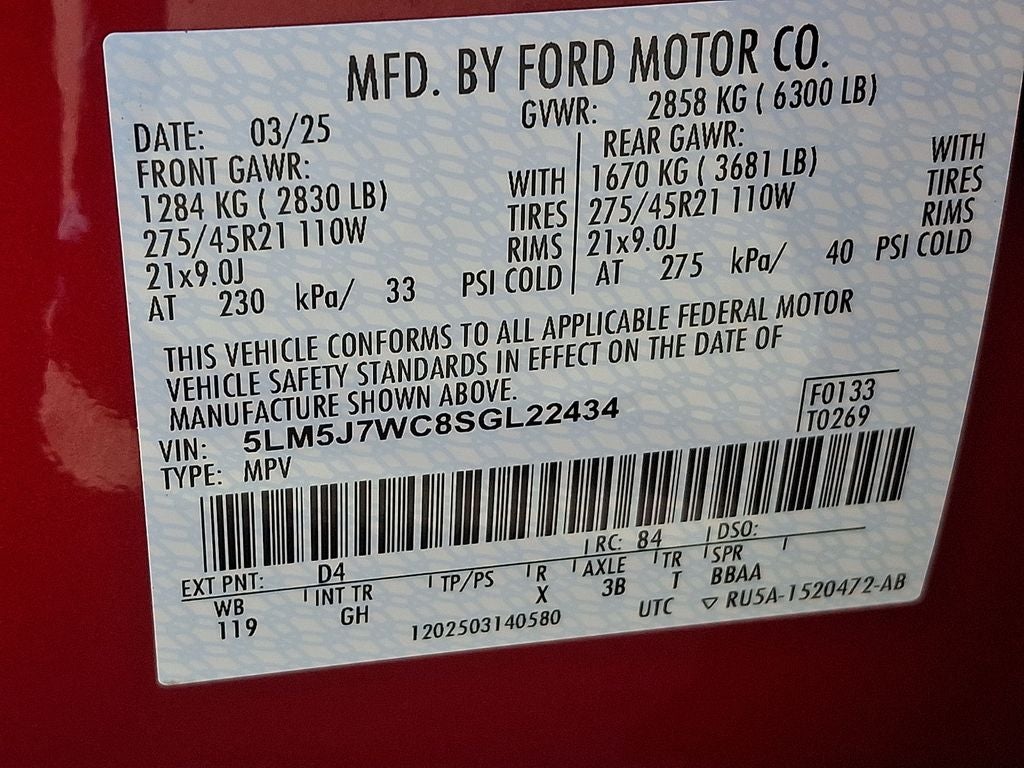 MFD. BY FORD MOTOR CO.
DATE: 03/25 GVWR: 2858 KG ( 6300 LB)
FRONT GAWR: REAR GAWR:
1284 KG ( 2830 LB) WITH 1670 KG ( 3681 LB) WITH
275/45R21 110W TIRES 275/45R21 110W TIRES
21x9.0J RIMS 21x9.0J RIMS
AT 230 kPa/ 33 PSI COLD AT 275 kPa/ 40 PSI COLD
THIS VEHICLE CONFORMS TO ALL APPLICABLE FEDERAL MOTOR
VEHICLE SAFETY STANDARDS IN EFFECT ON THE DATE OF
MANUFACTURE SHOWN ABOVE.
VIN: 5LM5J7WC8SGL22434 F0133
TYPE: MPV T0269
EXT PNT: D4 RC: 84 DSO:
WB INT TR TP/PS R AXLE TR SPR
119 GH X 3B T BBAA
1202503140580 UTC ▽ RU5A-1520472-AB